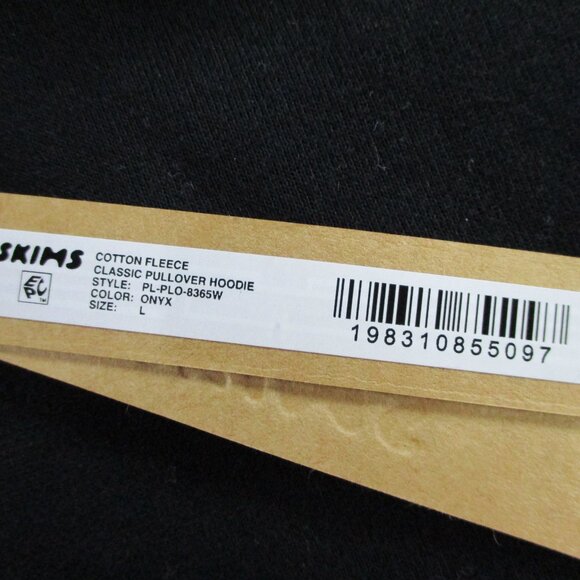 SKIMS
COTTON FLEECE
CLASSIC PULLOVER HOODIE
STYLE: PL-PLO-8365W
COLOR: ONYX
SIZE: L
198310855097